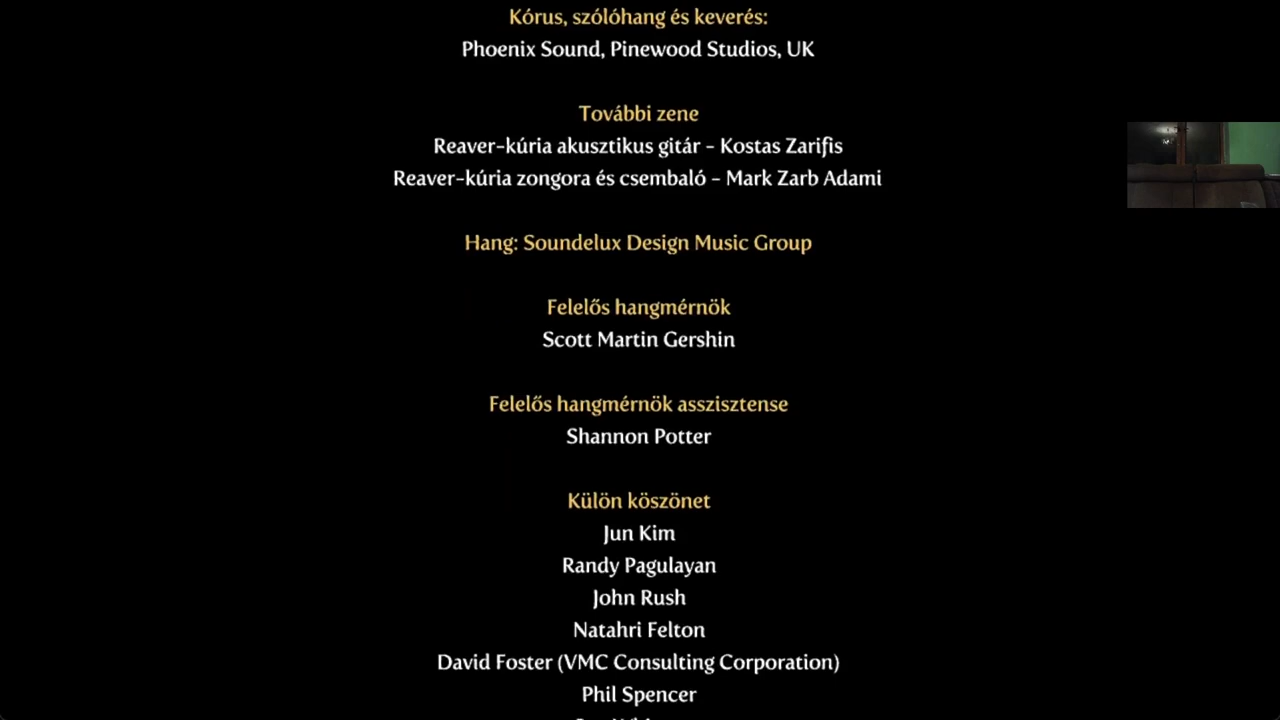 Kórus, szólóhang és keverés:
Phoenix Sound, Pinewood Studios, UK
További zene
Reaver-kúria akusztikus gitár - Kostas Zarifis
Reaver-kúria zongora és csembaló - Mark Zarb Adami
Hang: Soundelux Design Music Group
Felelős hangmérnök
Scott Martin Gershin
Felelős hangmérnök asszisztense
Shannon Potter
Külön köszönet
Jun Kim
Randy Pagulayan
John Rush
Natahri Felton
David Foster (VMC Consulting Corporation)
Phil Spencer